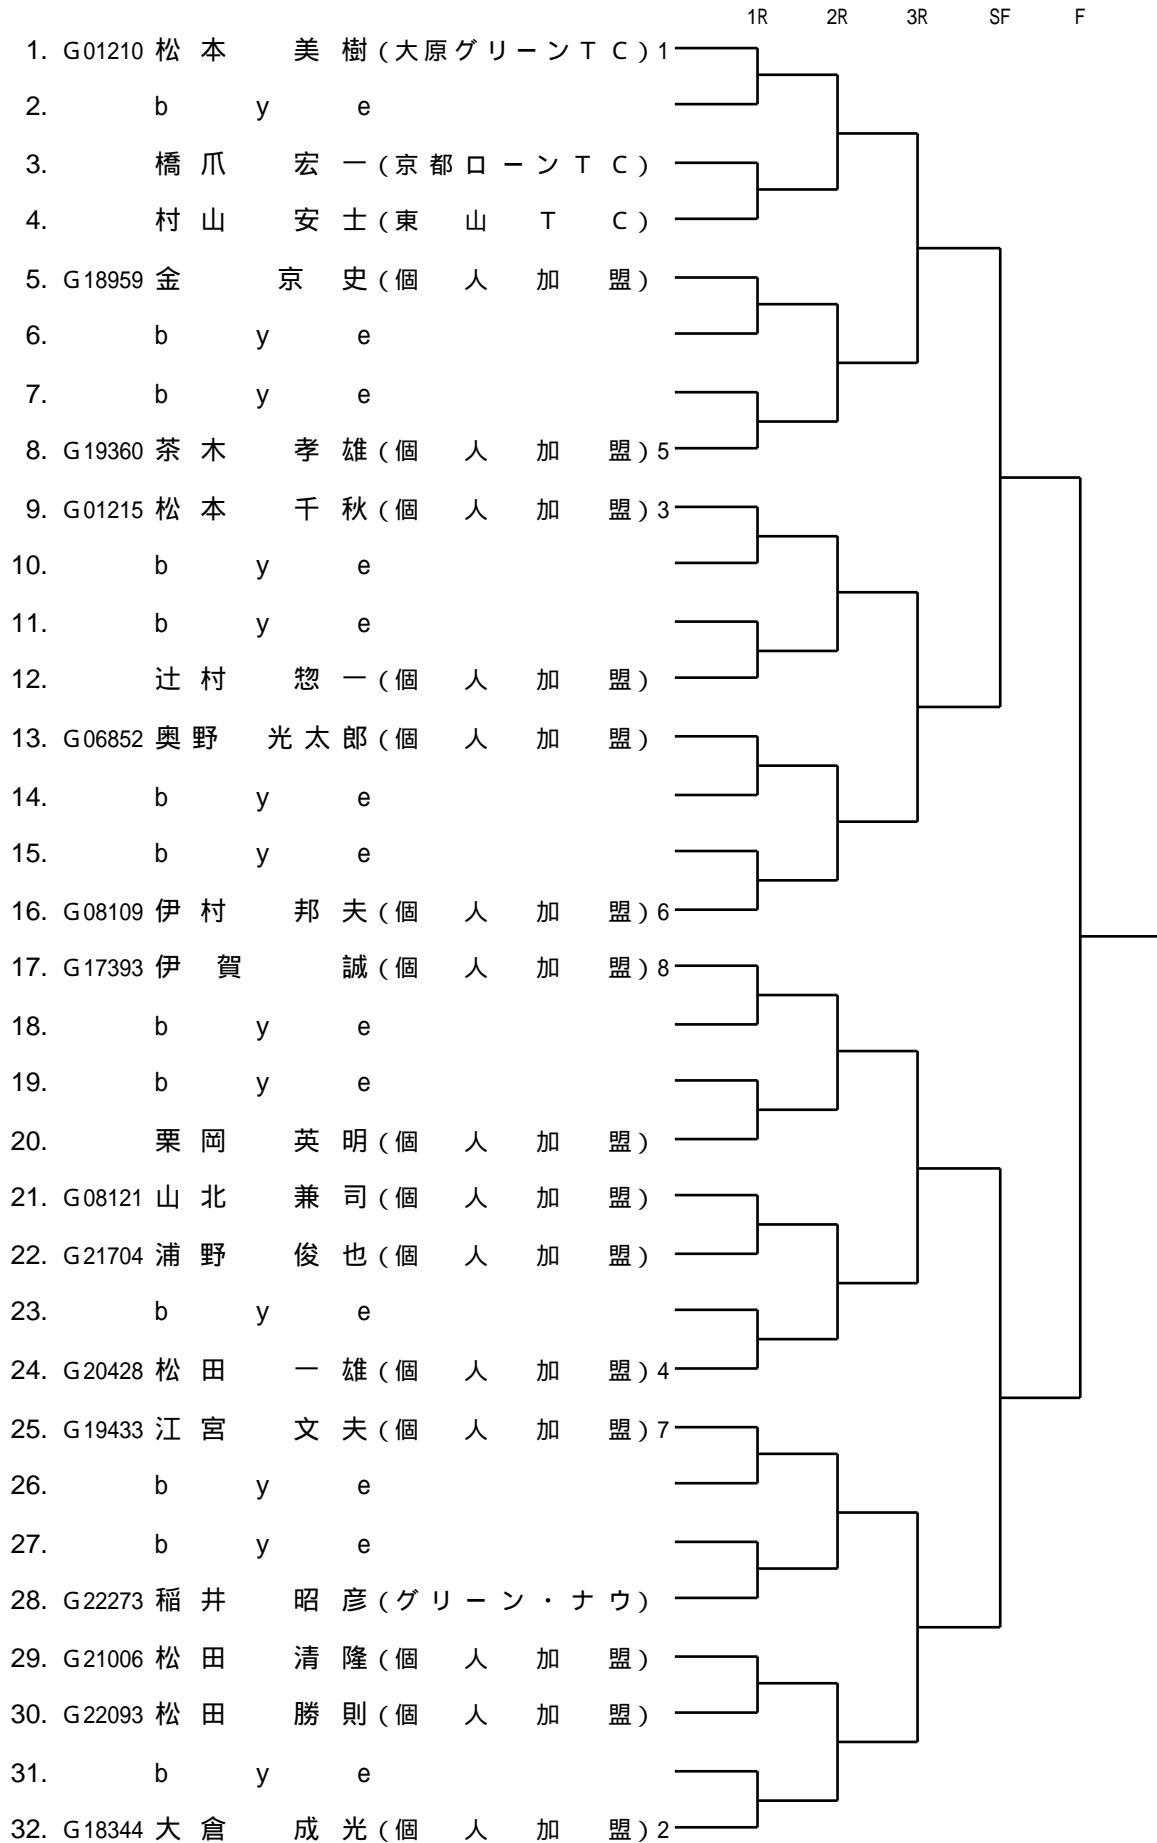 1R 2R 3R SF F
1. G01210 松本 美樹(大原グリーンTC)1
2. bye
3. 橋爪 宏一(京都ローンTC)
4. 村山 安士(東山TC)
5. G18959 金 京史(個人加盟)
6. bye
7. bye
8. G19360 茶木 孝雄(個人加盟)5
9. G01215 松本 千秋(個人加盟)3
10. bye
11. bye
12. 辻村 惣一(個人加盟)
13. G06852 奥野 光太郎(個人加盟)
14. bye
15. bye
16. G08109 伊村 邦夫(個人加盟)6
17. G17393 伊賀 誠(個人加盟)8
18. bye
19. bye
20. 栗岡 英明(個人加盟)
21. G08121 山北 兼司(個人加盟)
22. G21704 浦野 俊也(個人加盟)
23. bye
24. G20428 松田 一雄(個人加盟)4
25. G19433 江宮 文夫(個人加盟)7
26. bye
27. bye
28. G22273 稲井 昭彦(グリーン・ナウ)
29. G21006 松田 清隆(個人加盟)
30. G22093 松田 勝則(個人加盟)
31. bye
32. G18344 大倉 成光(個人加盟)2